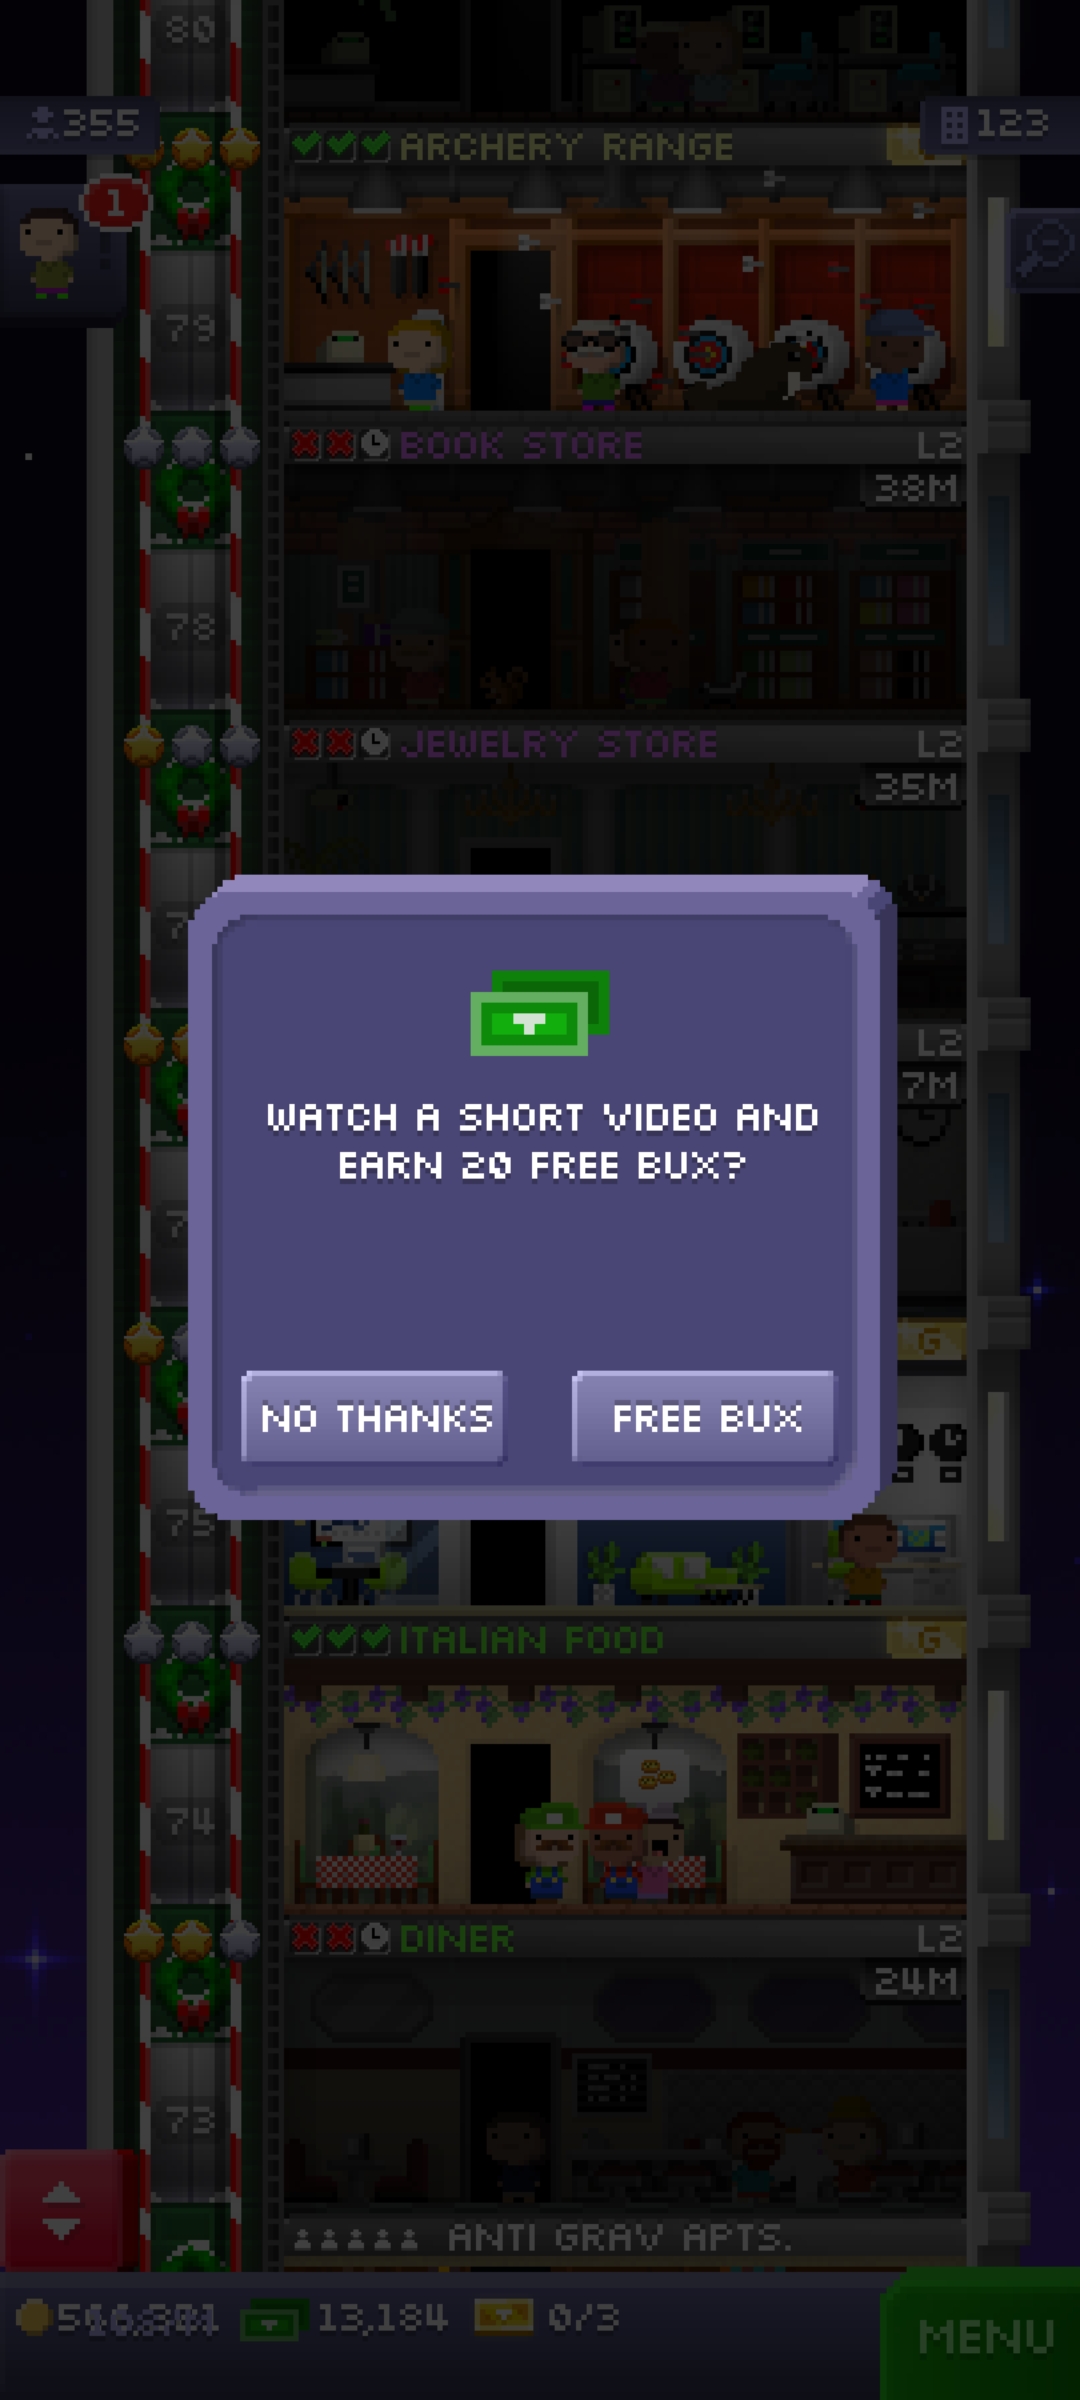 80
355
123
ARCHERY RANGE
1
79
BOOK STORE L2
38M
78
JEWELRY STORE L2
35M
L2
7M
WATCH A SHORT VIDEO AND
EARN 20 FREE BUX?
G
NO THANKS
FREE BUX
75
ITALIAN FOOD G
74
DINER L2
24M
73
ANTI GRAV APTS.
13,184
0/3
MENU